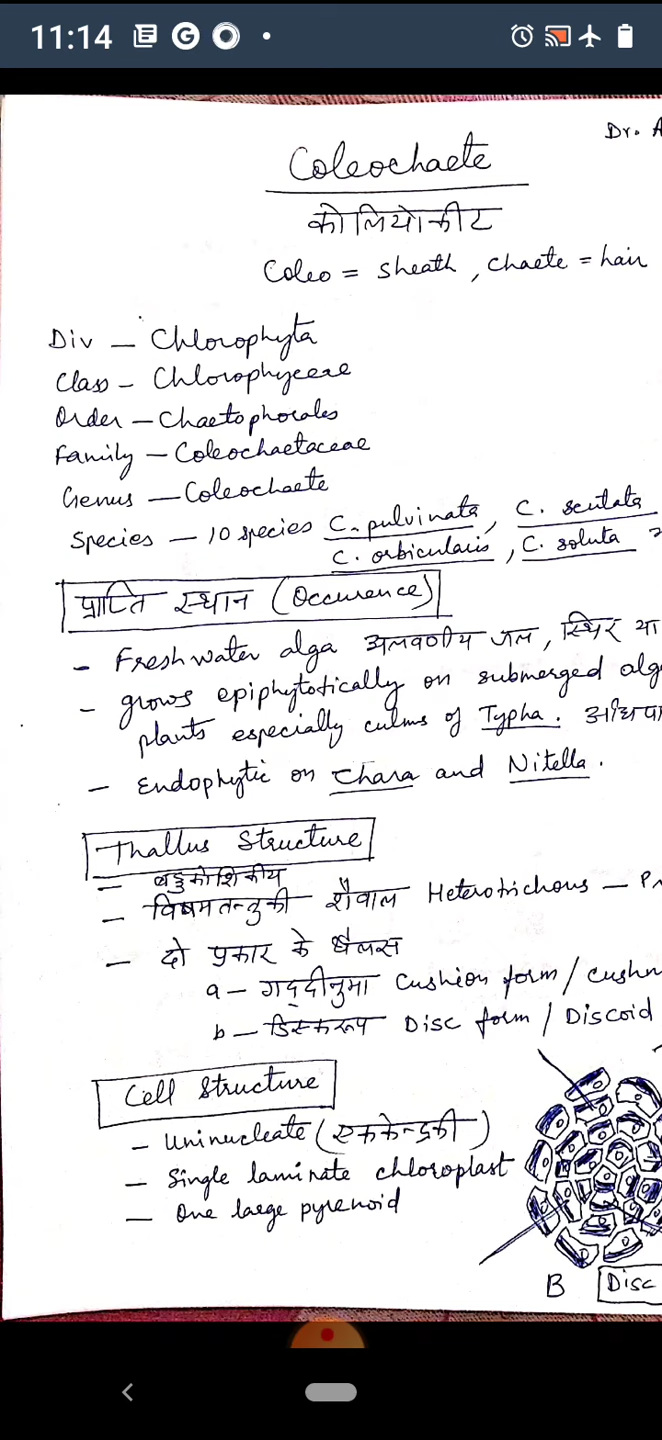 11:14
Dr. A
Coleochaete
कोलियोकीट
Coleo = sheath, chaete = hair
Div — Chlorophyta
Class — Chlorophyceae
Order — Chaetophorales
Family — Coleochaetaceae
Genus — Coleochaete
Species — 10 species C. pulvinata, C. scutata
C. orbicularis, C. soluta
प्राप्ति स्थान (Occurence)
- Freshwater alga अलवणीय जल, स्थिर या
- grows epiphytotically on submerged alg
plants especially culms of Typha.
- Endophytic on Chara and Nitella.
Thallus Structure
- बहुकोशिकीय
- विषमतन्तुकी शैवाल Heterotrichous — Pr
- दो प्रकार के थैलस
a - गद्दीनुमा Cushion form / Cushn
b - डिस्करूप Disc form / Discoid
Cell Structure
- Uninucleate (एककेन्द्रकी)
- Single laminate chloroplast
- One large pyrenoid
B Disc